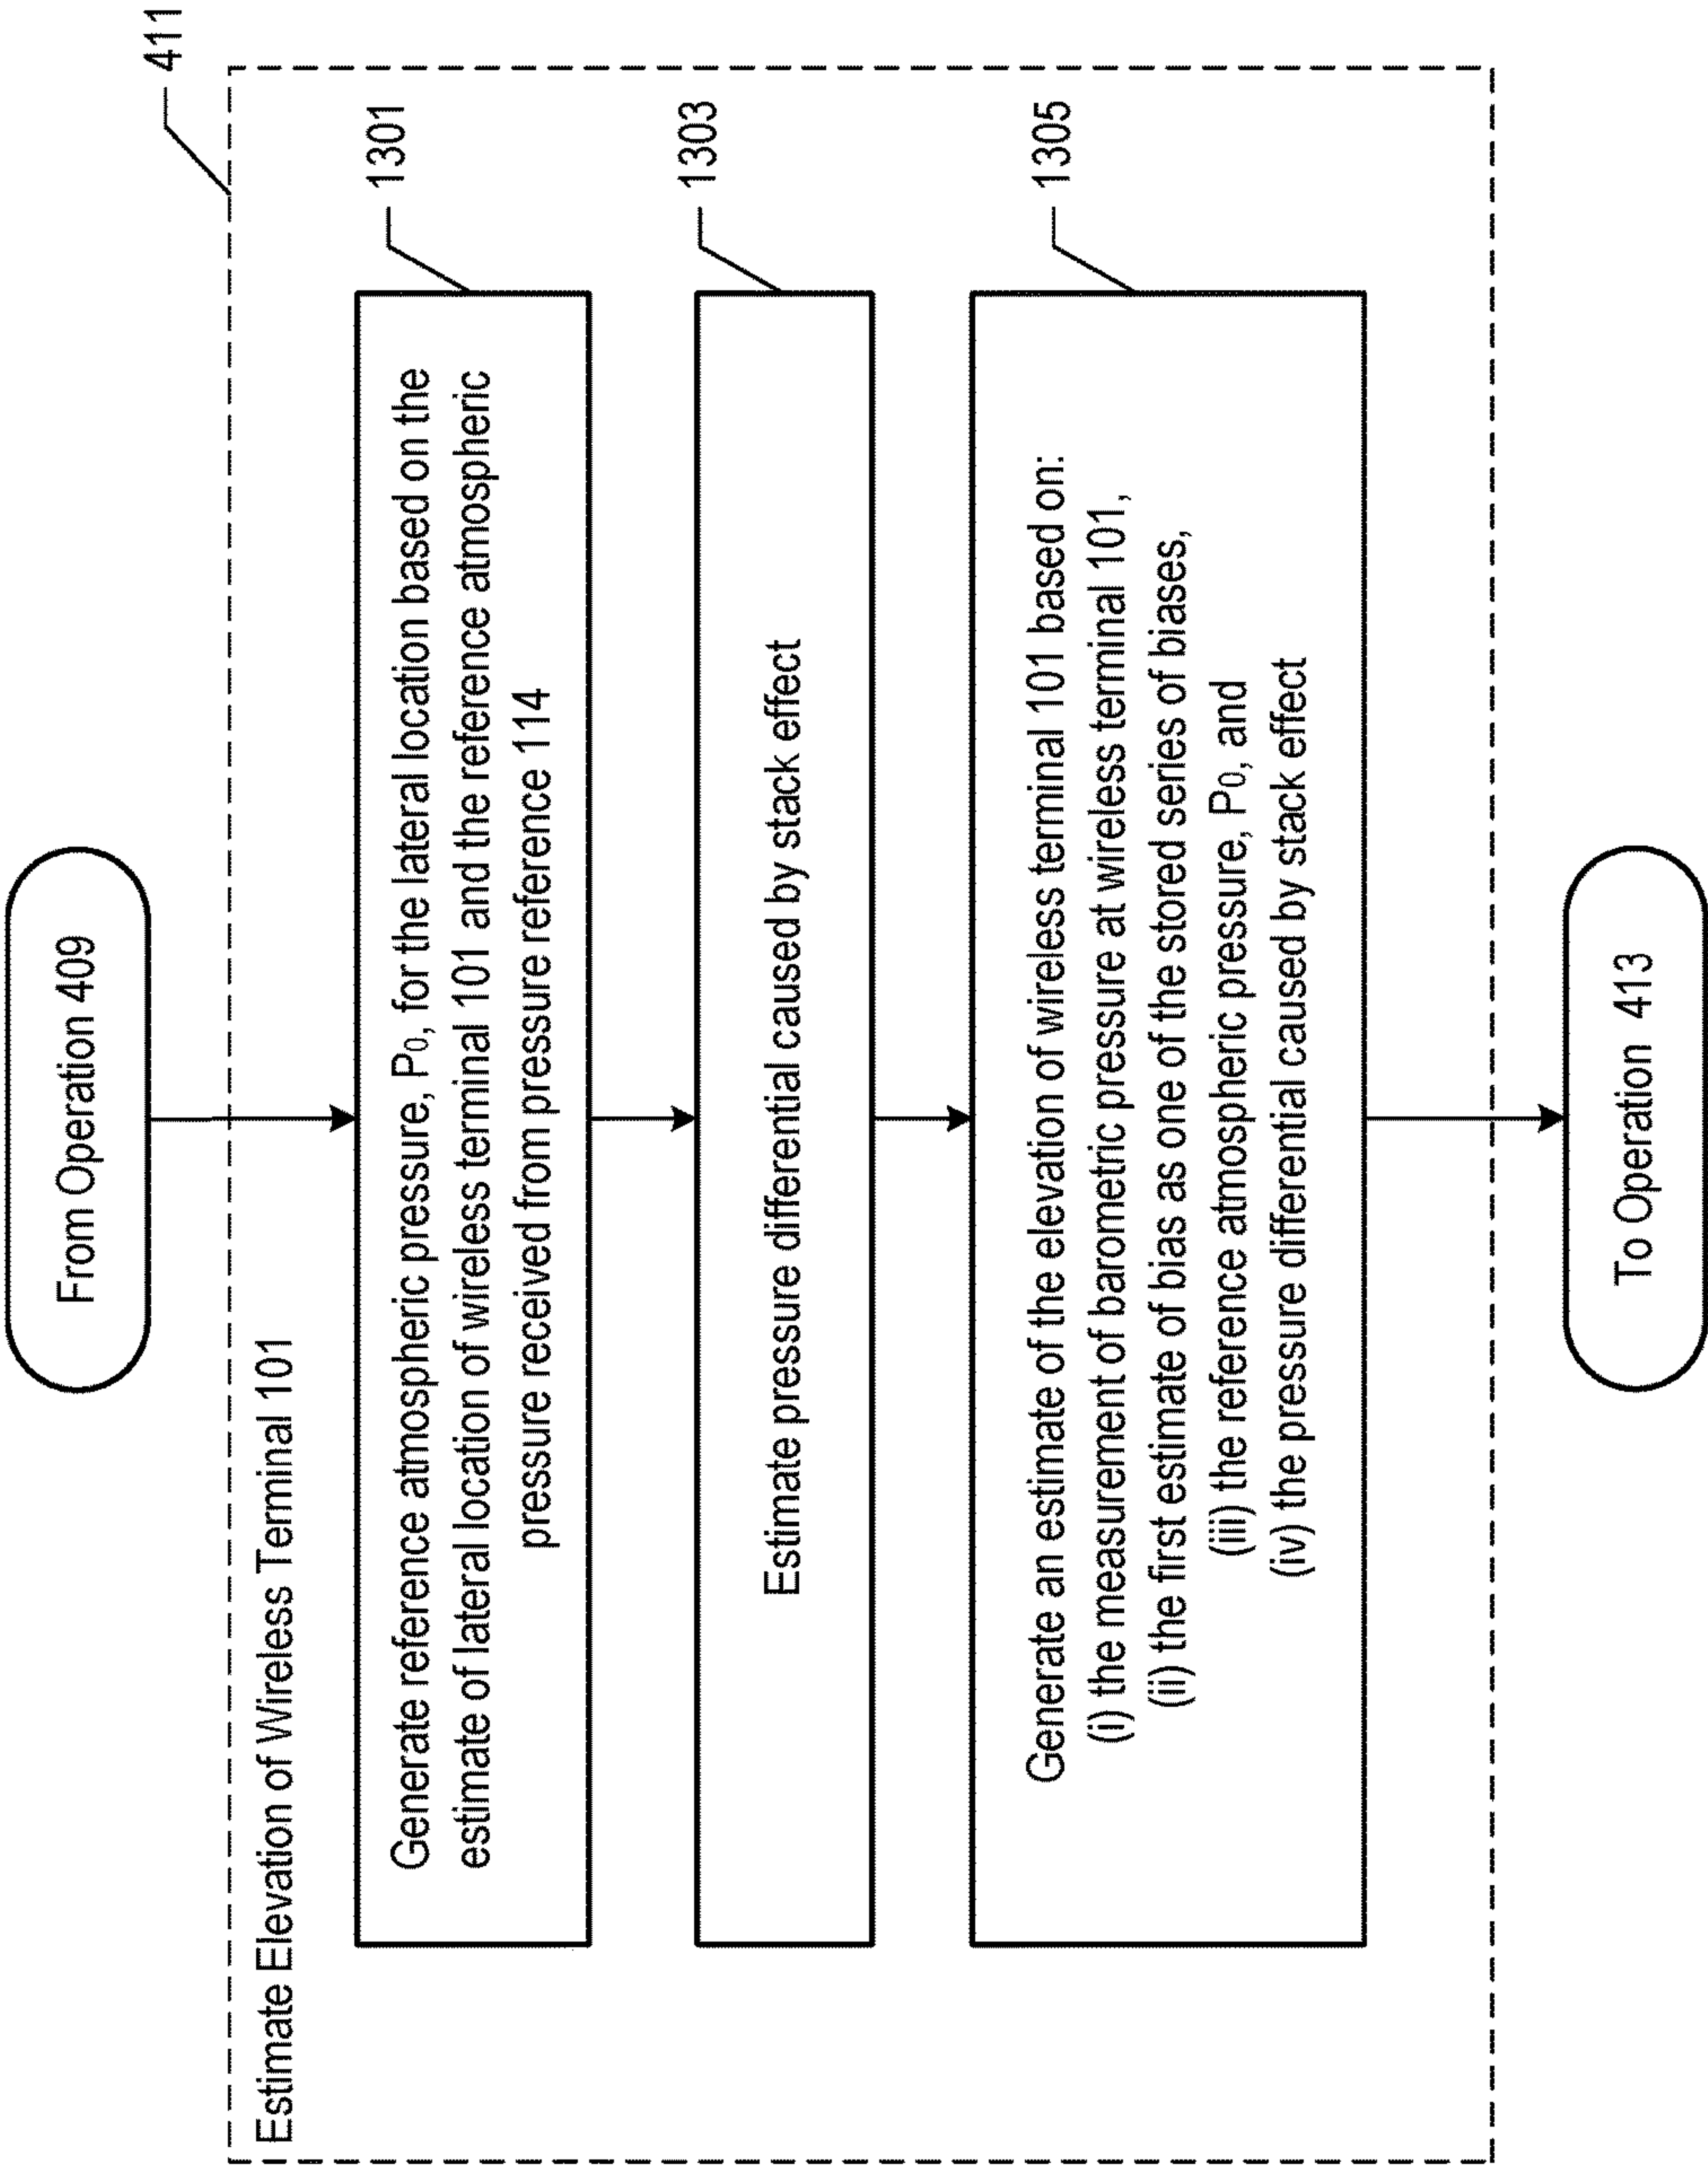 From Operation 409
411
Estimate Elevation of Wireless Terminal 101
1301
Generate reference atmospheric pressure, P0, for the lateral location based on the
estimate of lateral location of wireless terminal 101 and the reference atmospheric
pressure received from pressure reference 114
1303
Estimate pressure differential caused by stack effect
1305
Generate an estimate of the elevation of wireless terminal 101 based on:
(i) the measurement of barometric pressure at wireless terminal 101,
(ii) the first estimate of bias as one of the stored series of biases,
(iii) the reference atmospheric pressure, P0, and
(iv) the pressure differential caused by stack effect
To Operation 413